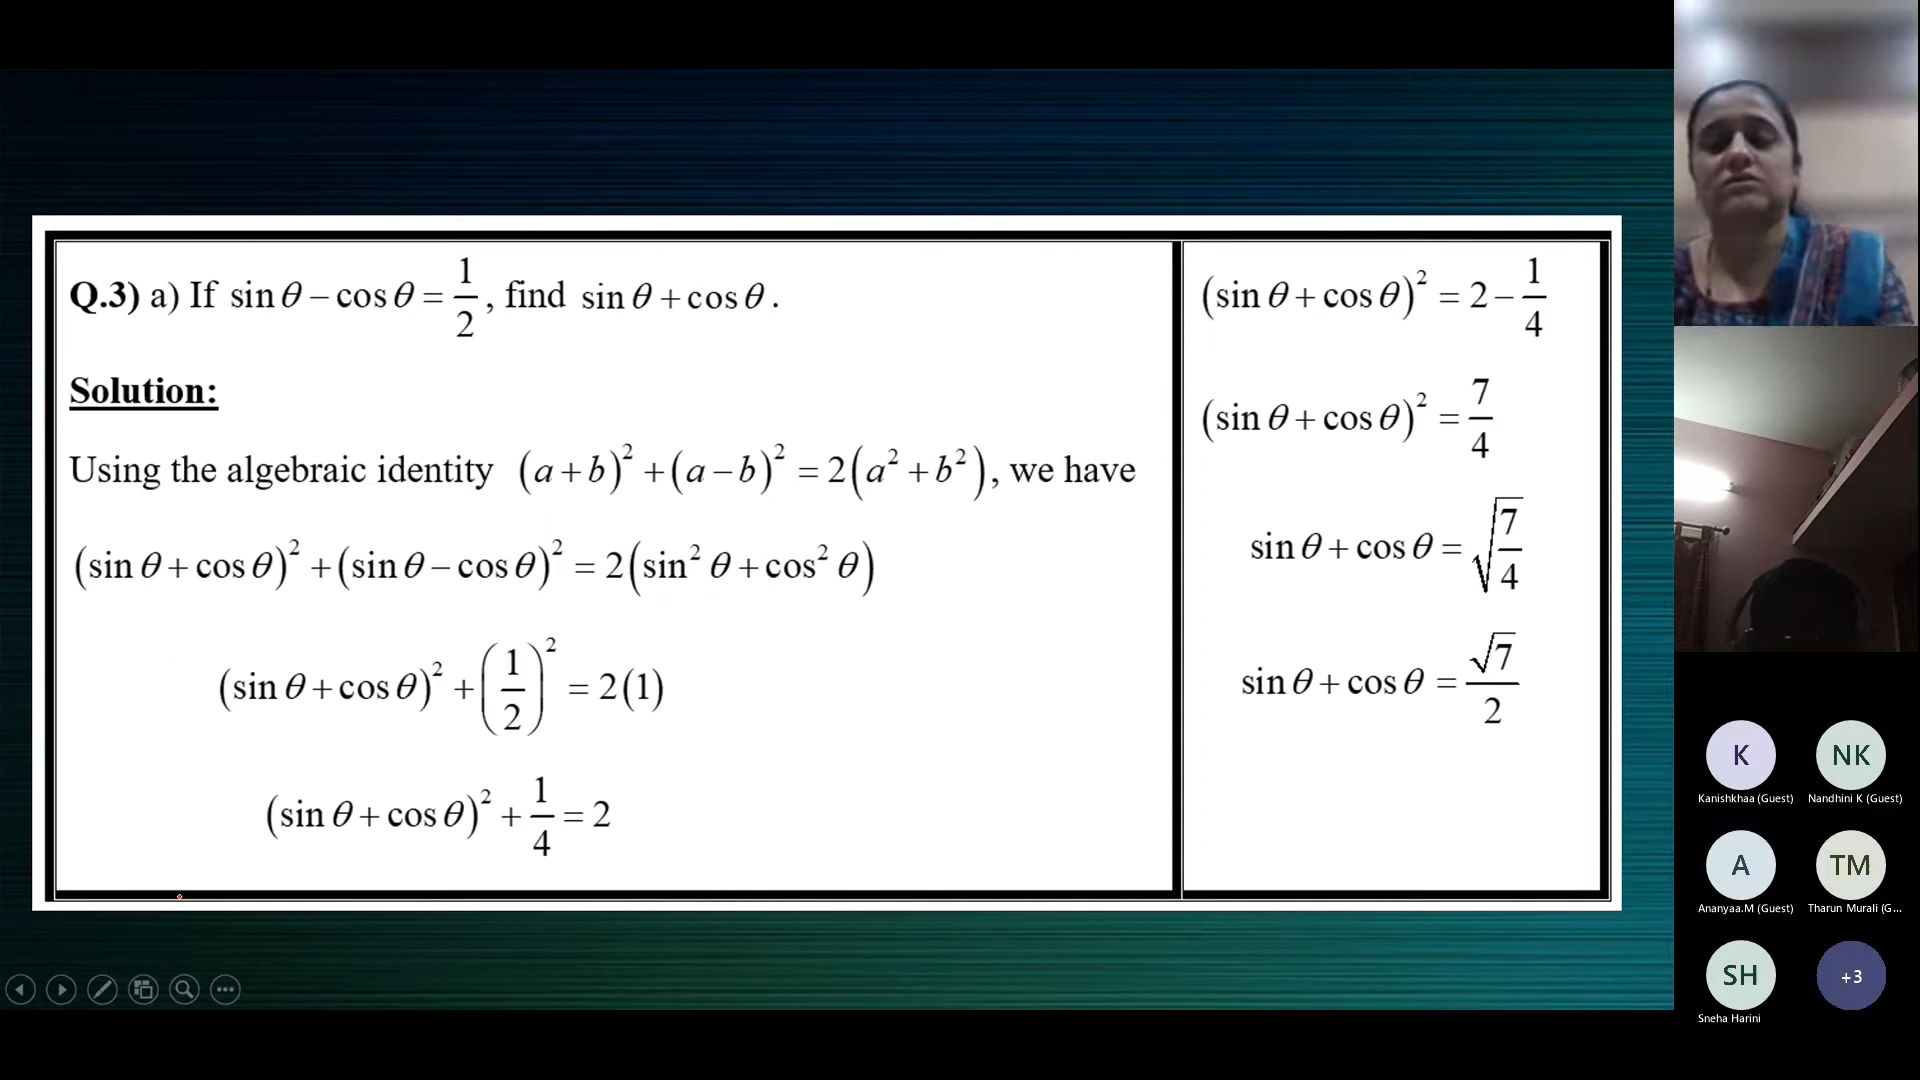 Q.3) a) If sin θ − cos θ = 1/2, find sin θ + cos θ.
Solution:
Using the algebraic identity (a + b)² + (a − b)² = 2(a² + b²), we have
(sin θ + cos θ)² + (sin θ − cos θ)² = 2(sin² θ + cos² θ)
(sin θ + cos θ)² + (1/2)² = 2(1)
(sin θ + cos θ)² + 1/4 = 2
(sin θ + cos θ)² = 2 − 1/4
(sin θ + cos θ)² = 7/4
sin θ + cos θ = √(7/4)
sin θ + cos θ = √7/2
K
NK
Kanishkhaa (Guest)
Nandhini K (Guest)
A
TM
Ananyaa.M (Guest)
Tharun Murali (G...
SH
+3
Sneha Harini